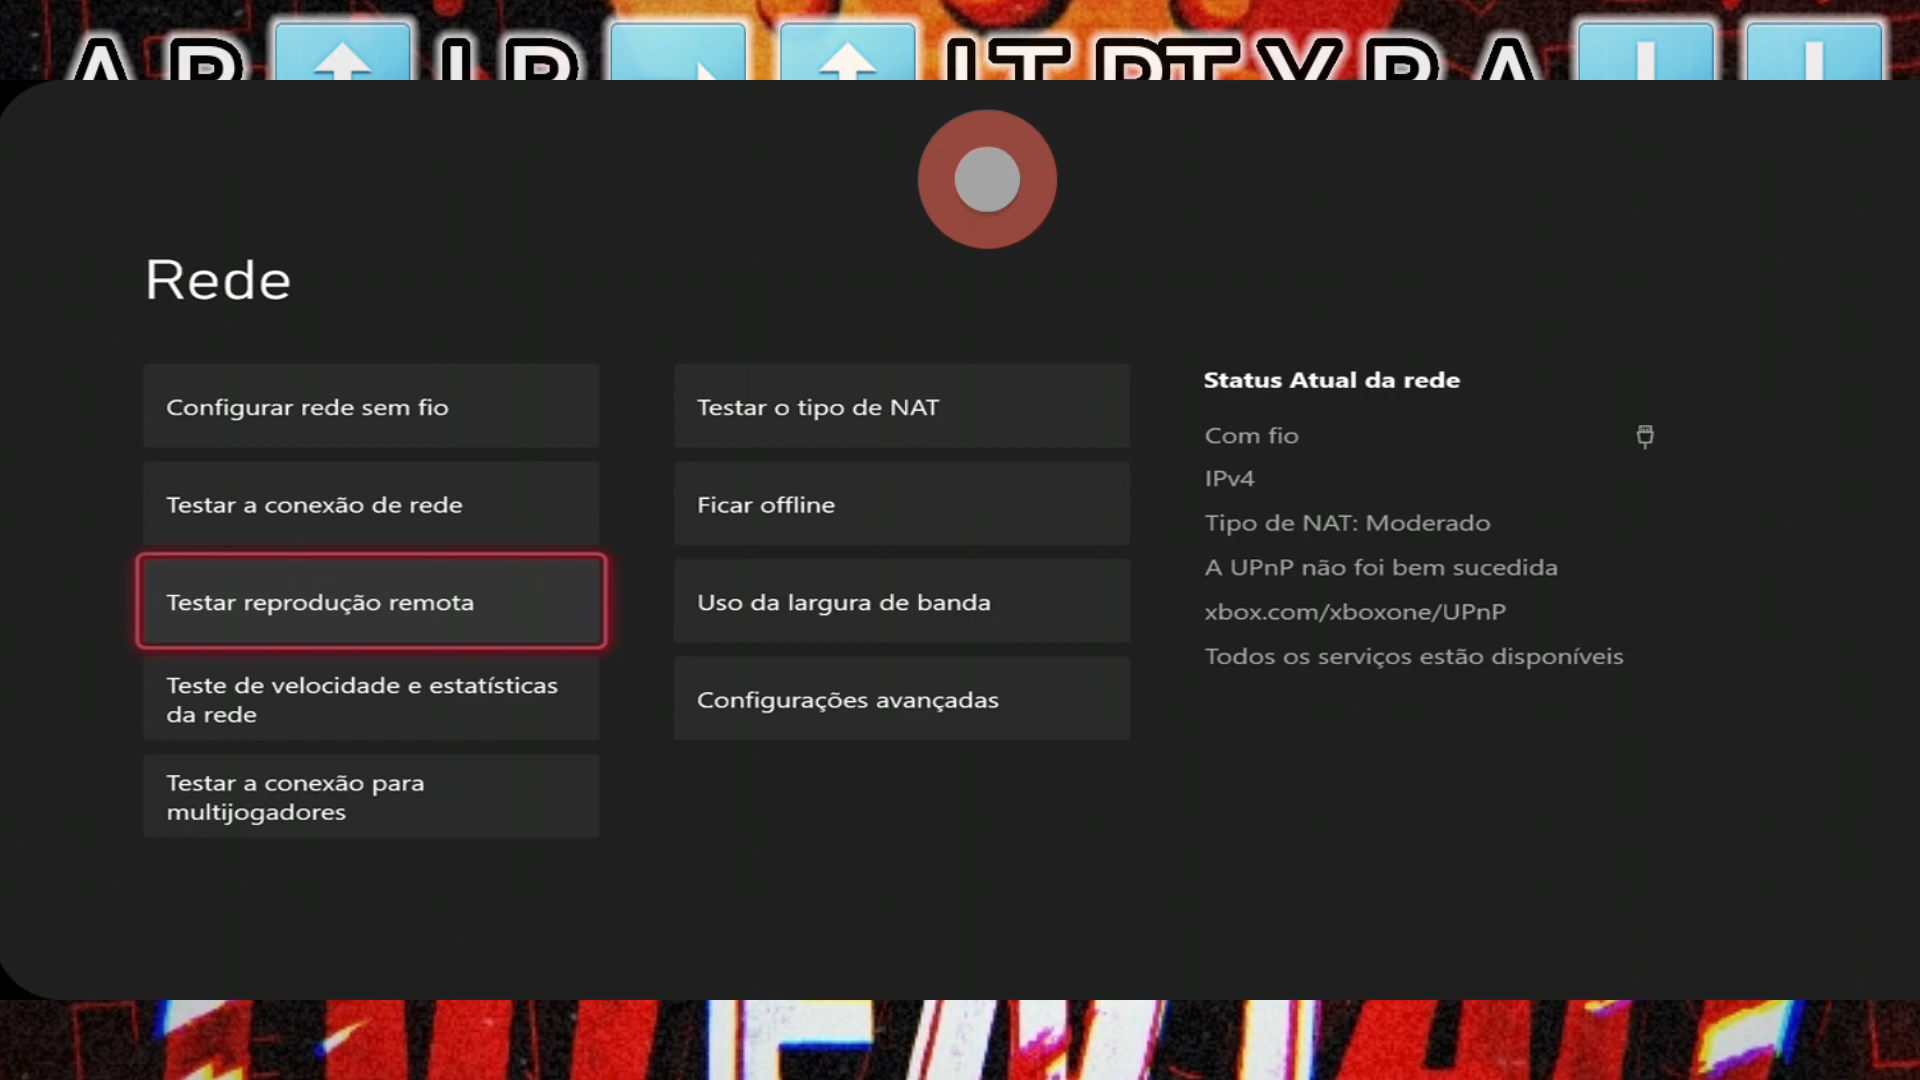 Rede
Configurar rede sem fio
Testar a conexão de rede
Testar reprodução remota
Teste de velocidade e estatísticas
da rede
Testar a conexão para
multijogadores
Testar o tipo de NAT
Ficar offline
Uso da largura de banda
Configurações avançadas
Status Atual da rede
Com fio
IPv4
Tipo de NAT: Moderado
A UPnP não foi bem sucedida
xbox.com/xboxone/UPnP
Todos os serviços estão disponíveis